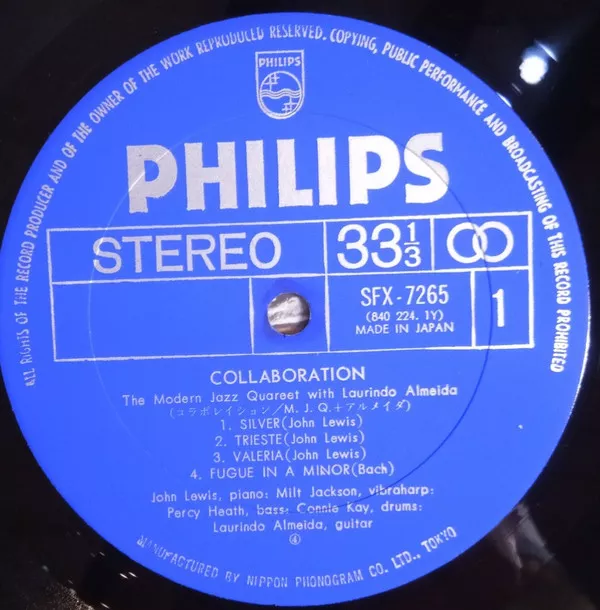 ALL RIGHTS OF THE RECORD PRODUCER AND OF THE OWNER OF THE WORK REPRODUCED RESERVED. COPYING, PUBLIC PERFORMANCE AND BROADCASTING OF THIS RECORD PROHIBITED
PHILIPS
PHILIPS
STEREO 33 1/3
SFX-7265 1
(840 224. 1Y)
MADE IN JAPAN
COLLABORATION
The Modern Jazz Quareet with Laurindo Almeida
(コラボレイション/M.J.Q.+アルメイダ)
1. SILVER(John Lewis)
2. TRIESTE(John Lewis)
3. VALERIA(John Lewis)
4. FUGUE IN A MINOR(Bach)
John Lewis, piano: Milt Jackson, vibraharp:
Percy Heath, bass: Connie Kay, drums:
Laurindo Almeida, guitar
④
MANUFACTURED BY NIPPON PHONOGRAM CO. LTD., TOKYO